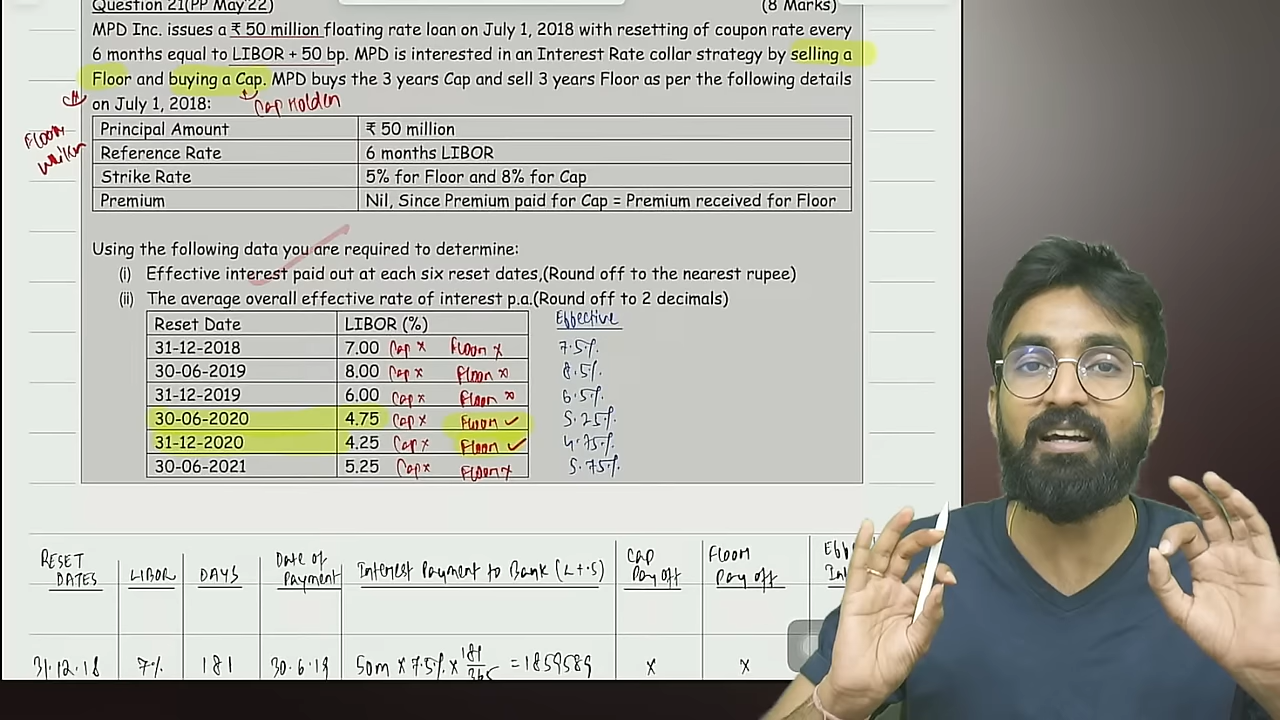 Question 21(PP May'22) (8 Marks)
MPD Inc. issues a ₹ 50 million floating rate loan on July 1, 2018 with resetting of coupon rate every
6 months equal to LIBOR + 50 bp. MPD is interested in an Interest Rate collar strategy by selling a
Floor and buying a Cap. MPD buys the 3 years Cap and sell 3 years Floor as per the following details
on July 1, 2018:
Cap Holder
Floor
Writer
Principal Amount ₹ 50 million
Reference Rate 6 months LIBOR
Strike Rate 5% for Floor and 8% for Cap
Premium Nil, Since Premium paid for Cap = Premium received for Floor
Using the following data you are required to determine:
(i) Effective interest paid out at each six reset dates,(Round off to the nearest rupee)
(ii) The average overall effective rate of interest p.a.(Round off to 2 decimals)
Reset Date LIBOR (%) Effective
31-12-2018 7.00 Cap × Floor × 7.5%
30-06-2019 8.00 Cap × Floor × 8.5%
31-12-2019 6.00 Cap × Floor × 6.5%
30-06-2020 4.75 Cap × Floor ✓ 5.25%
31-12-2020 4.25 Cap × Floor ✓ 4.75%
30-06-2021 5.25 Cap × Floor × 5.75%
RESET DATES LIBOR DAYS Date of Payment Interest Payment to Bank (L+.5) Cap Pay off Floor Pay off
31.12.18 7% 181 30.6.19 50m × 7.5% × 181/365 = 1859589 × ×